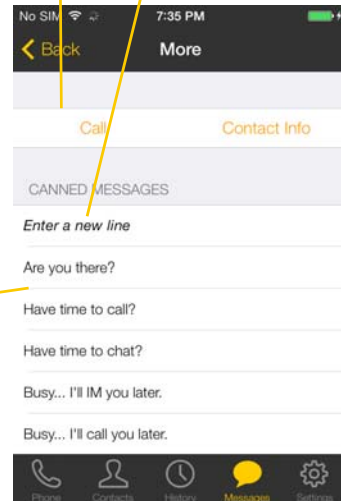 No SIM 7:35 PM
Back More
Call Contact Info
CANNED MESSAGES
Enter a new line
Are you there?
Have time to call?
Have time to chat?
Busy... I'll IM you later.
Busy... I'll call you later.
Phone Contacts History Messages Settings